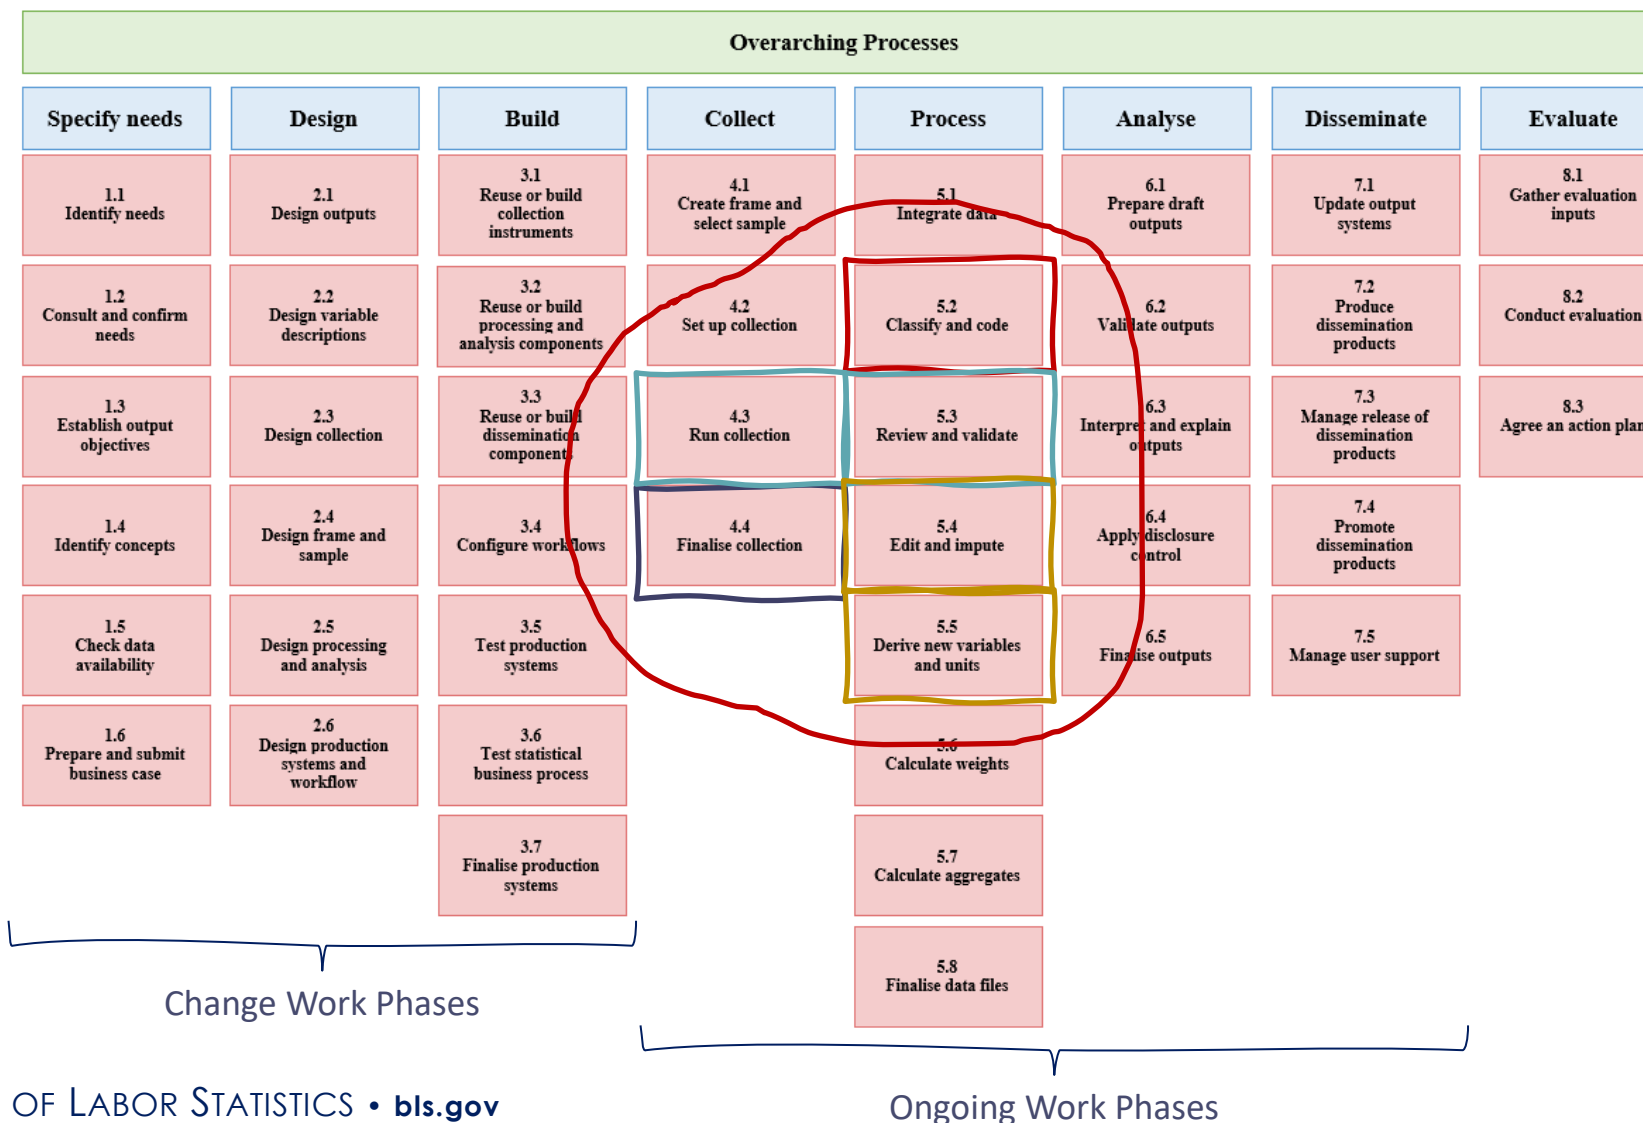 Overarching Processes
Specify needs
1.1
Identify needs
1.2
Consult and confirm
needs
1.3
Establish output
objectives
1.4
Identify concepts
1.5
Check data
availability
1.6
Prepare and submit
business case
Design
2.1
Design outputs
2.2
Design variable
descriptions
2.3
Design collection
2.4
Design frame and
sample
2.5
Design processing
and analysis
2.6
Design production
systems and
workflow
Build
3.1
Reuse or build
collection
instruments
3.2
Reuse or build
processing and
analysis components
3.3
Reuse or build
dissemination
components
3.4
Configure workflows
3.5
Test production
systems
3.6
Test statistical
business process
3.7
Finalise production
systems
Collect
4.1
Create frame and
select sample
4.2
Set up collection
4.3
Run collection
4.4
Finalise collection
Process
5.1
Integrate data
5.2
Classify and code
5.3
Review and validate
5.4
Edit and impute
5.5
Derive new variables
and units
5.6
Calculate weights
5.7
Calculate aggregates
5.8
Finalise data files
Analyse
6.1
Prepare draft
outputs
6.2
Validate outputs
6.3
Interpret and explain
outputs
6.4
Apply disclosure
control
6.5
Finalise outputs
Disseminate
7.1
Update output
systems
7.2
Produce
dissemination
products
7.3
Manage release of
dissemination
products
7.4
Promote
dissemination
products
7.5
Manage user support
Evaluate
8.1
Gather evaluation
inputs
8.2
Conduct evaluation
8.3
Agree an action plan
Change Work Phases
Ongoing Work Phases
OF LABOR STATISTICS • bls.gov